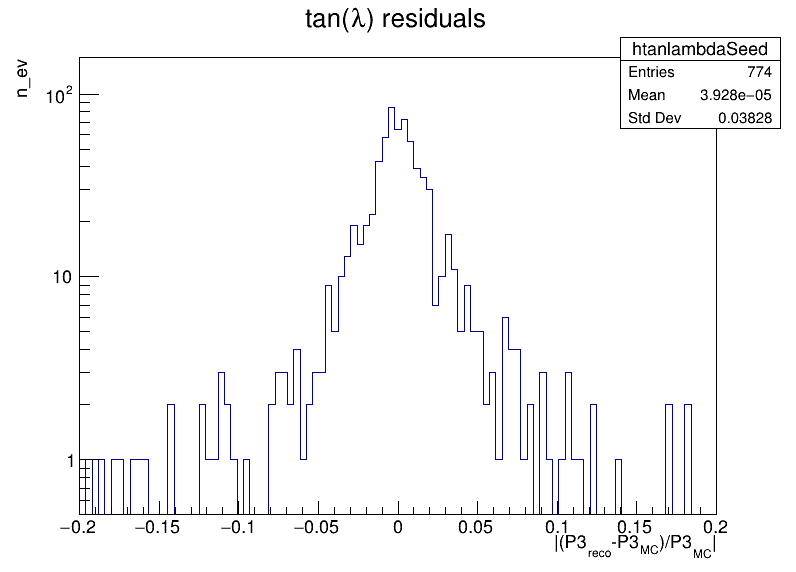 tan(λ) residuals
htanlambdaSeed
Entries 774
Mean 3.928e−05
Std Dev 0.03828
n_ev
10²
10
1
−0.2 −0.15 −0.1 −0.05 0 0.05 0.1 0.15 0.2
|(P3reco-P3MC)/P3MC|